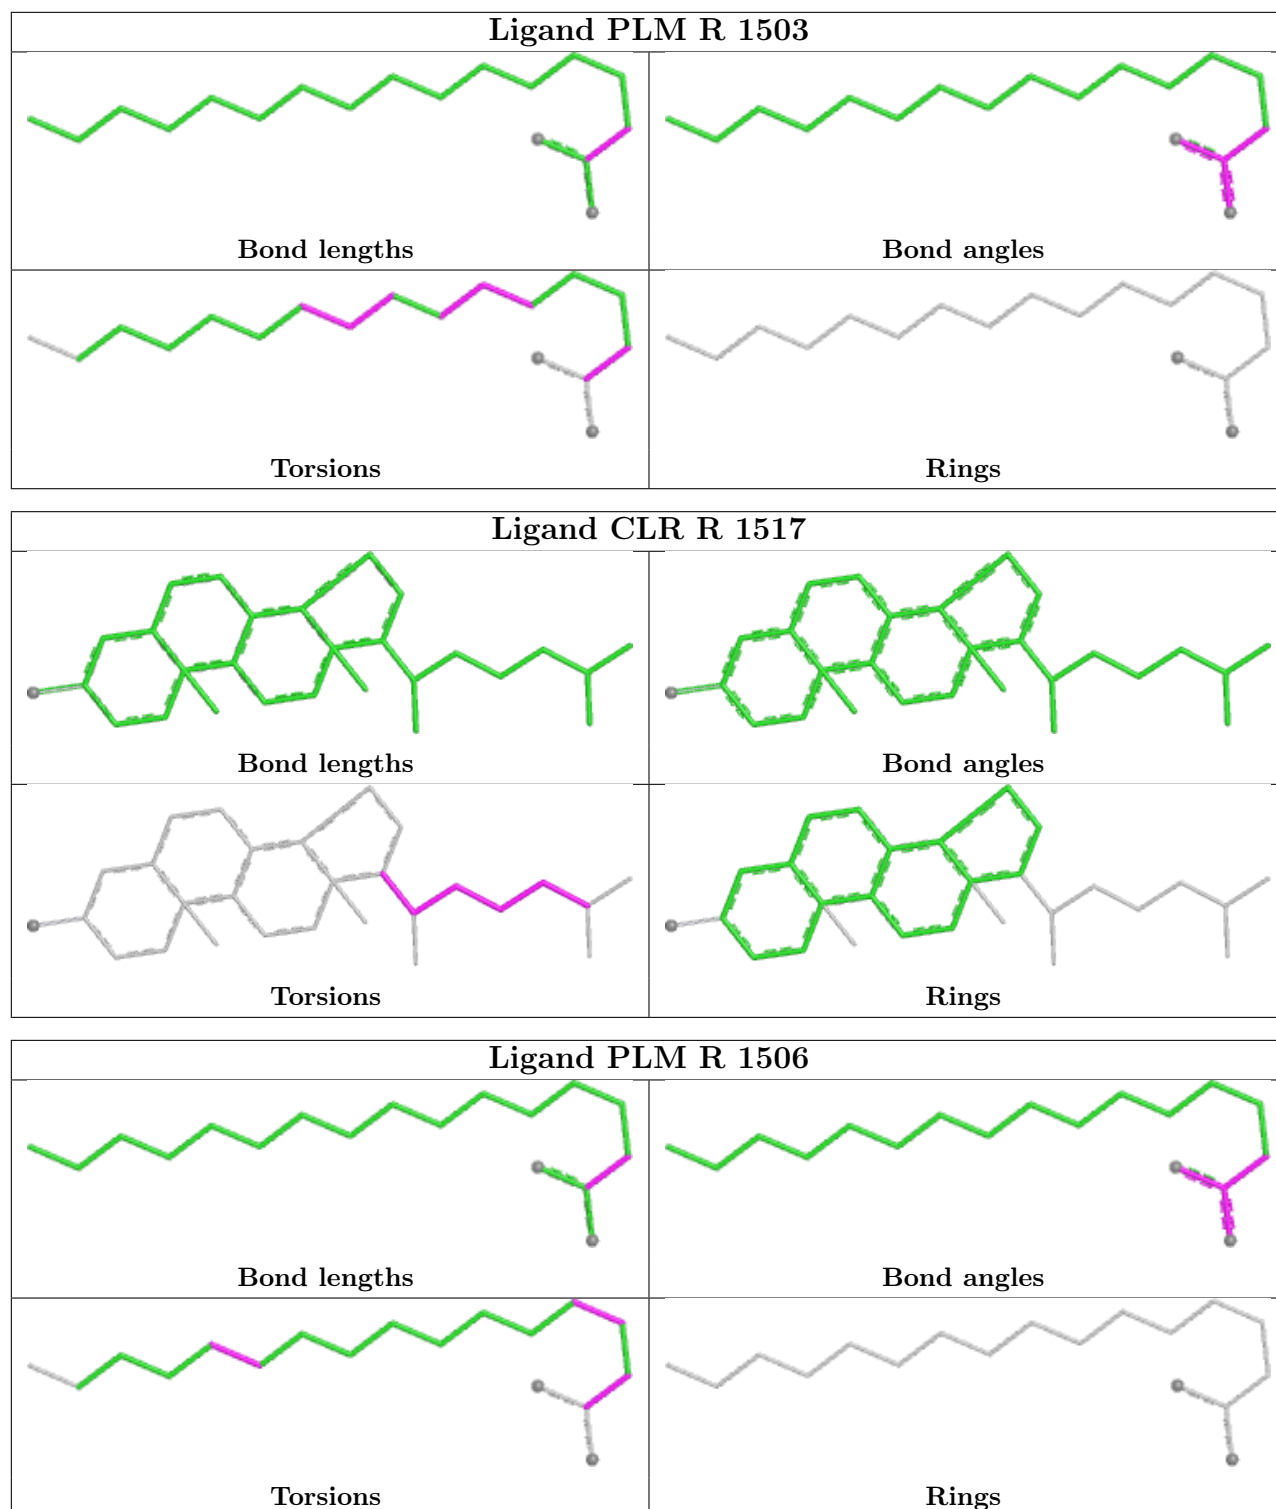 Ligand PLM R 1503
Bond lengths
Bond angles
Torsions
Rings
Ligand CLR R 1517
Bond lengths
Bond angles
Torsions
Rings
Ligand PLM R 1506
Bond lengths
Bond angles
Torsions
Rings